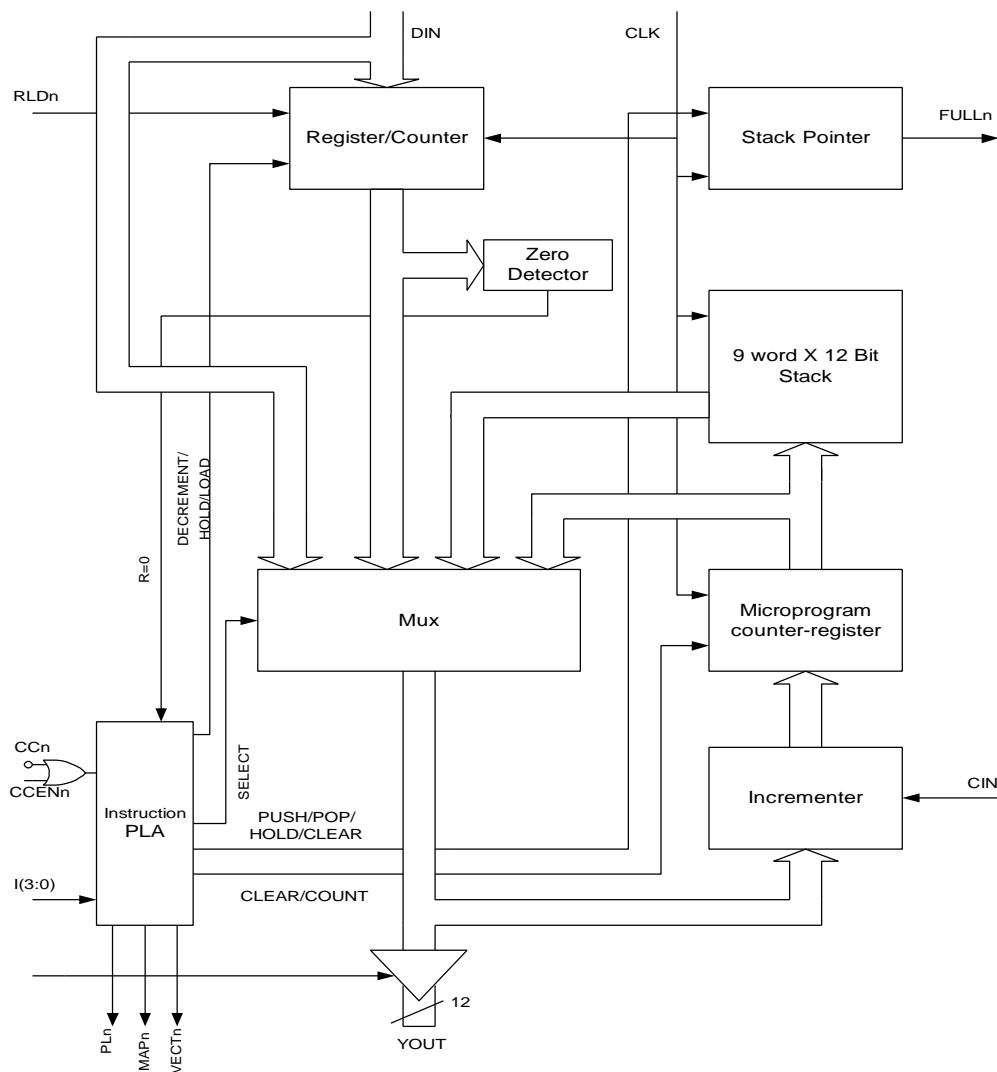 DIN
CLK
RLDn
Register/Counter
Stack Pointer
FULLn
Zero
Detector
9 word X 12 Bit
Stack
DECREMENT/
HOLD/LOAD
R=0
Mux
Microprogram
counter-register
CCn
CCENn
SELECT
Instruction
PLA
PUSH/POP/
HOLD/CLEAR
Incrementer
CIN
I(3:0)
CLEAR/COUNT
12
PLn
MAPn
VECTn
YOUT